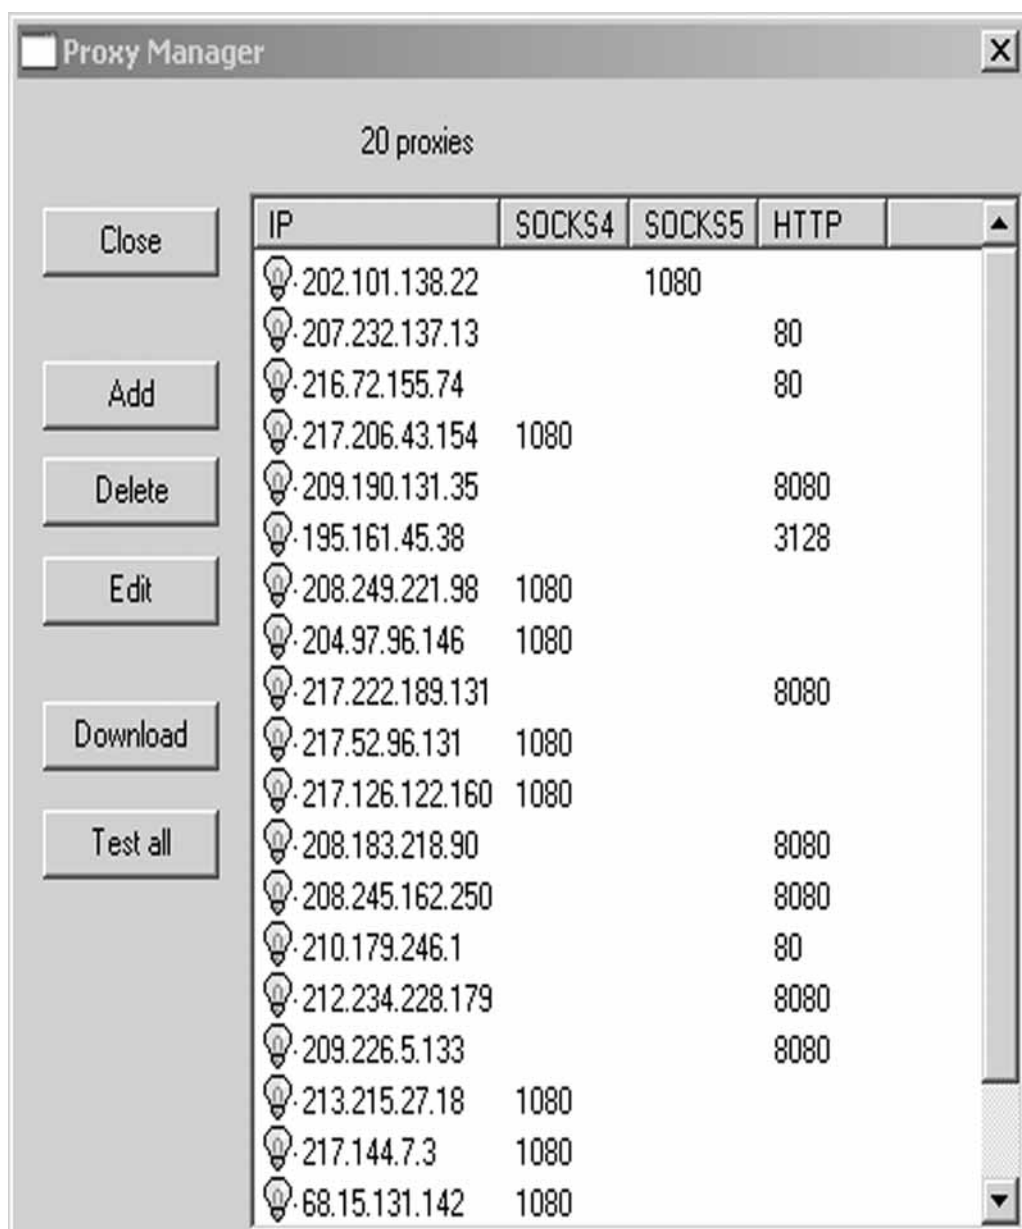 Proxy Manager
20 proxies
Close
Add
Delete
Edit
Download
Test all
IP SOCKS4 SOCKS5 HTTP
202.101.138.22 1080
207.232.137.13 80
216.72.155.74 80
217.206.43.154 1080
209.190.131.35 8080
195.161.45.38 3128
208.249.221.98 1080
204.97.96.146 1080
217.222.189.131 8080
217.52.96.131 1080
217.126.122.160 1080
208.183.218.90 8080
208.245.162.250 8080
210.179.246.1 80
212.234.228.179 8080
209.226.5.133 8080
213.215.27.18 1080
217.144.7.3 1080
68.15.131.142 1080